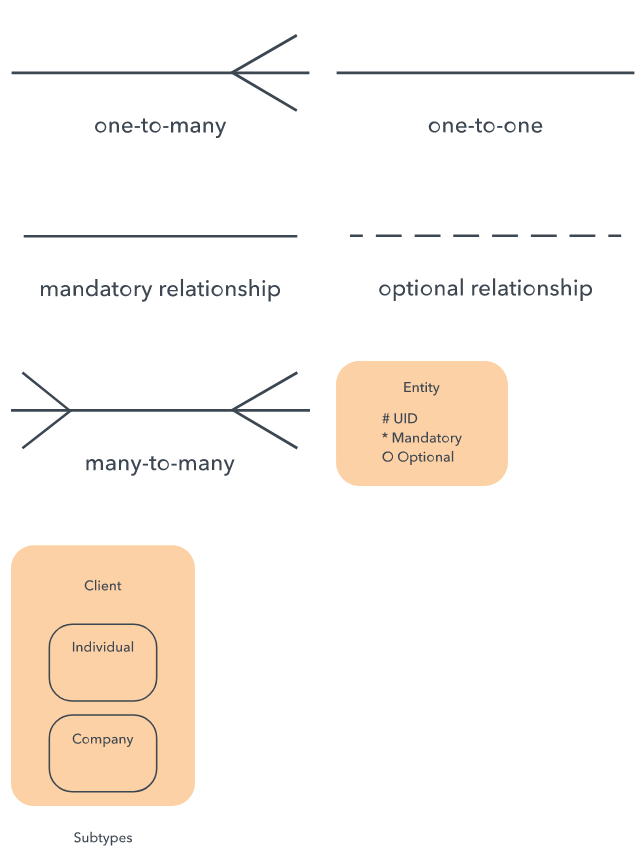 one-to-many
one-to-one
mandatory relationship
optional relationship
many-to-many
Entity
# UID
* Mandatory
O Optional
Client
Individual
Company
Subtypes